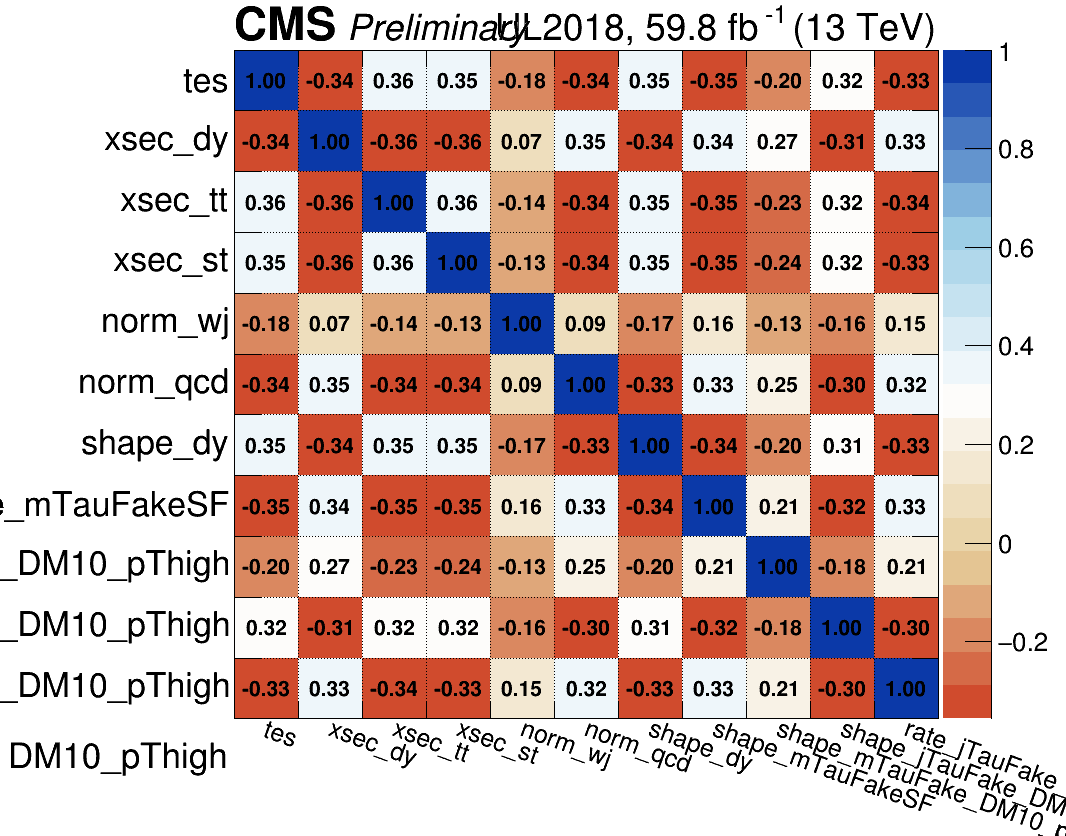 CMS Preliminary UL2018, 59.8 fb-1 (13 TeV)
tes 1.00 -0.34 0.36 0.35 -0.18 -0.34 0.35 -0.35 -0.20 0.32 -0.33
xsec_dy -0.34 1.00 -0.36 -0.36 0.07 0.35 -0.34 0.34 0.27 -0.31 0.33
xsec_tt 0.36 -0.36 1.00 0.36 -0.14 -0.34 0.35 -0.35 -0.23 0.32 -0.34
xsec_st 0.35 -0.36 0.36 1.00 -0.13 -0.34 0.35 -0.35 -0.24 0.32 -0.33
norm_wj -0.18 0.07 -0.14 -0.13 1.00 0.09 -0.17 0.16 -0.13 -0.16 0.15
norm_qcd -0.34 0.35 -0.34 -0.34 0.09 1.00 -0.33 0.33 0.25 -0.30 0.32
shape_dy 0.35 -0.34 0.35 0.35 -0.17 -0.33 1.00 -0.34 -0.20 0.31 -0.33
e_mTauFakeSF -0.35 0.34 -0.35 -0.35 0.16 0.33 -0.34 1.00 0.21 -0.32 0.33
_DM10_pThigh -0.20 0.27 -0.23 -0.24 -0.13 0.25 -0.20 0.21 1.00 -0.18 0.21
_DM10_pThigh 0.32 -0.31 0.32 0.32 -0.16 -0.30 0.31 -0.32 -0.18 1.00 -0.30
_DM10_pThigh -0.33 0.33 -0.34 -0.33 0.15 0.32 -0.33 0.33 0.21 -0.30 1.00
DM10_pThigh
tes
xsec_dy
xsec_tt
xsec_st
norm_wj
norm_qcd
shape_dy
shape_mTauFakeSF
shape_mTauFake_DM10_p
shape_jTauFake_DM
rate_jTauFake_
1
0.8
0.6
0.4
0.2
0
−0.2